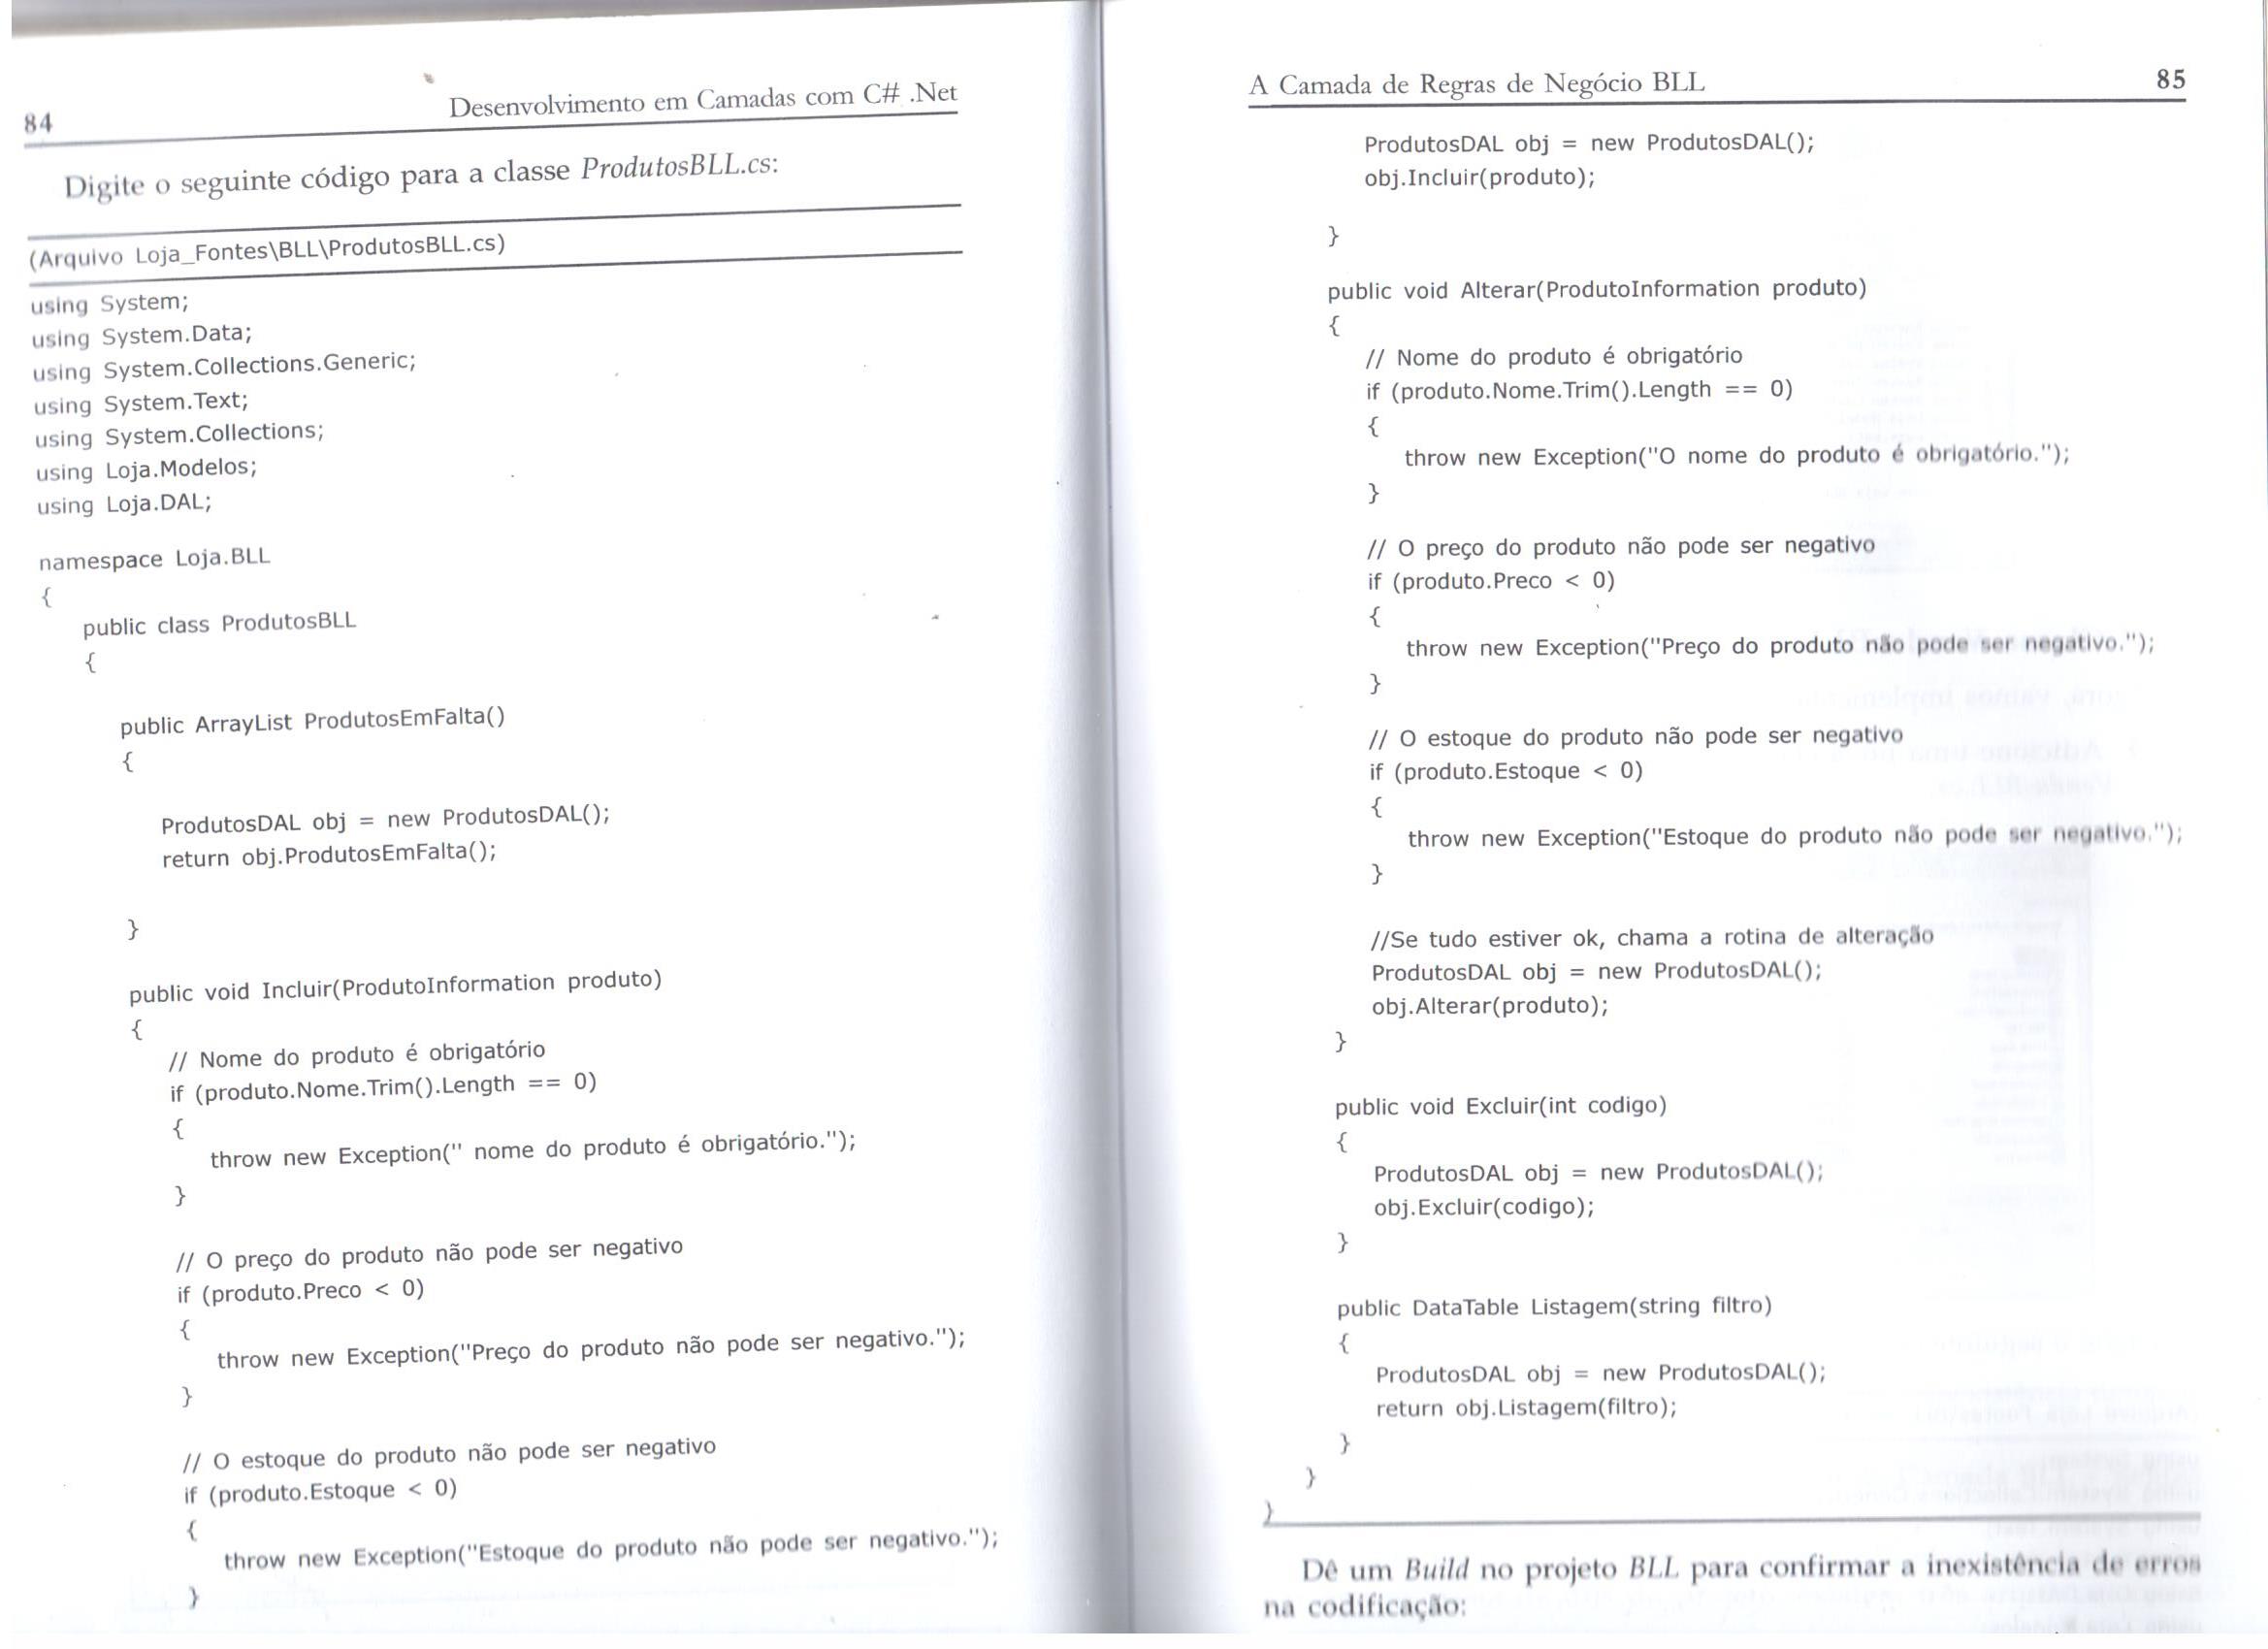 84
Desenvolvimento em Camadas com C# .Net
Digite o seguinte código para a classe ProdutosBLL.cs:
(Arquivo Loja_Fontes\BLL\ProdutosBLL.cs)
using System;
using System.Data;
using System.Collections.Generic;
using System.Text;
using System.Collections;
using Loja.Modelos;
using Loja.DAL;
namespace Loja.BLL
{
public class ProdutosBLL
{
public ArrayList ProdutosEmFalta()
{
ProdutosDAL obj = new ProdutosDAL();
return obj.ProdutosEmFalta();
}
public void Incluir(ProdutoInformation produto)
{
// Nome do produto é obrigatório
if (produto.Nome.Trim().Length == 0)
{
throw new Exception(" nome do produto é obrigatório.");
}
// O preço do produto não pode ser negativo
if (produto.Preco < 0)
{
throw new Exception("Preço do produto não pode ser negativo.");
}
// O estoque do produto não pode ser negativo
if (produto.Estoque < 0)
{
throw new Exception("Estoque do produto não pode ser negativo.");
}
A Camada de Regras de Negócio BLL
85
ProdutosDAL obj = new ProdutosDAL();
obj.Incluir(produto);
}
public void Alterar(ProdutoInformation produto)
{
// Nome do produto é obrigatório
if (produto.Nome.Trim().Length == 0)
{
throw new Exception("O nome do produto é obrigatório.");
}
// O preço do produto não pode ser negativo
if (produto.Preco < 0)
{
throw new Exception("Preço do produto não pode ser negativo.");
}
// O estoque do produto não pode ser negativo
if (produto.Estoque < 0)
{
throw new Exception("Estoque do produto não pode ser negativo.");
}
//Se tudo estiver ok, chama a rotina de alteração
ProdutosDAL obj = new ProdutosDAL();
obj.Alterar(produto);
}
public void Excluir(int codigo)
{
ProdutosDAL obj = new ProdutosDAL();
obj.Excluir(codigo);
}
public DataTable Listagem(string filtro)
{
ProdutosDAL obj = new ProdutosDAL();
return obj.Listagem(filtro);
}
}
}
Dê um Build no projeto BLL para confirmar a inexistência de erros
na codificação: